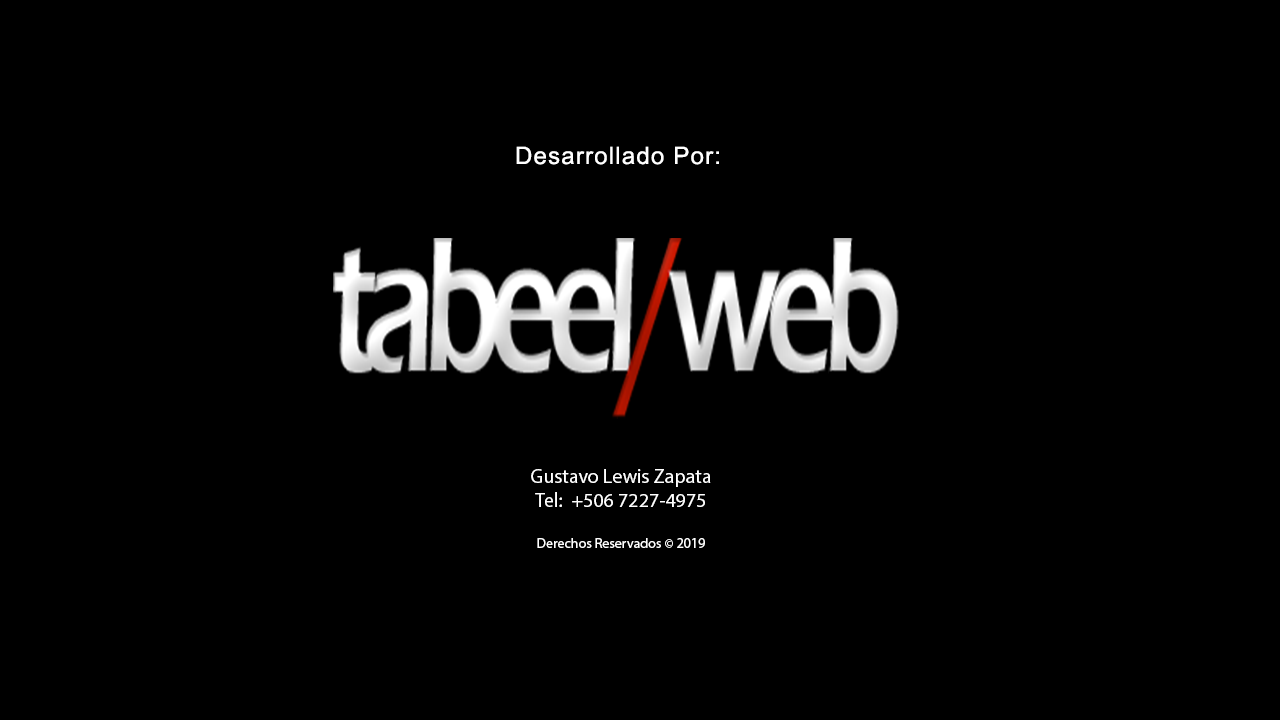 Desarrollado Por:
tabeel/web
Gustavo Lewis Zapata
Tel: +506 7227-4975
Derechos Reservados © 2019